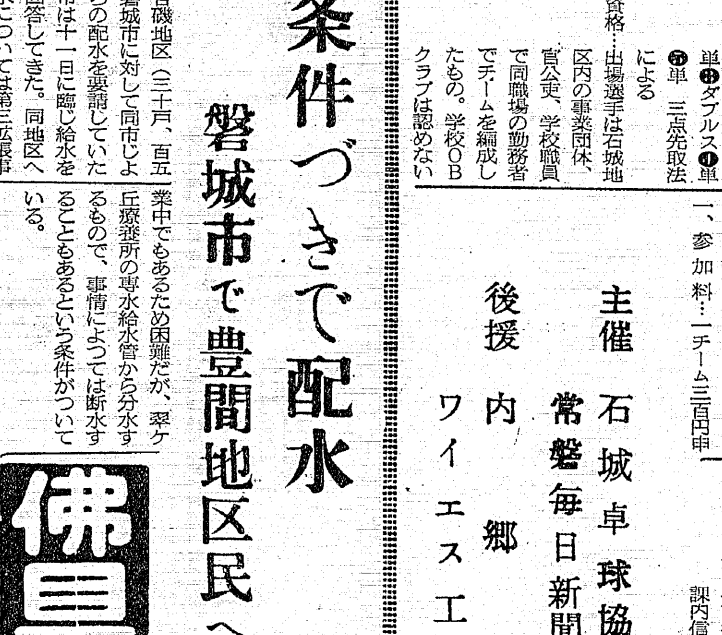 単❸ダブルス❹単
単 三点先取法
による
資格…出場選手は石城地
区内の事業団体、
官公吏、学校職員
で同職場の勤務者
でチームを編成し
たもの。学校OB
クラブは認めない
一、参加料…一チーム三百円申
課内信
主催 石城卓球協
常磐毎日新聞
後援 内郷
ワイエスエ
条件づきで配水
磐城市で豊間地区民へ
磯地区（三十戸、百五
磐城市に対して同市じよ
らの配水を要請していた
市は十一日に臨じ給水を
回答してきた。同地区へ
水については第三拡張事
業中でもあるため困難だが、翠ケ
丘療養所の専水給水管から分水す
るもので、事情によつては断水す
ることもあるという条件がついて
いる。
佛具